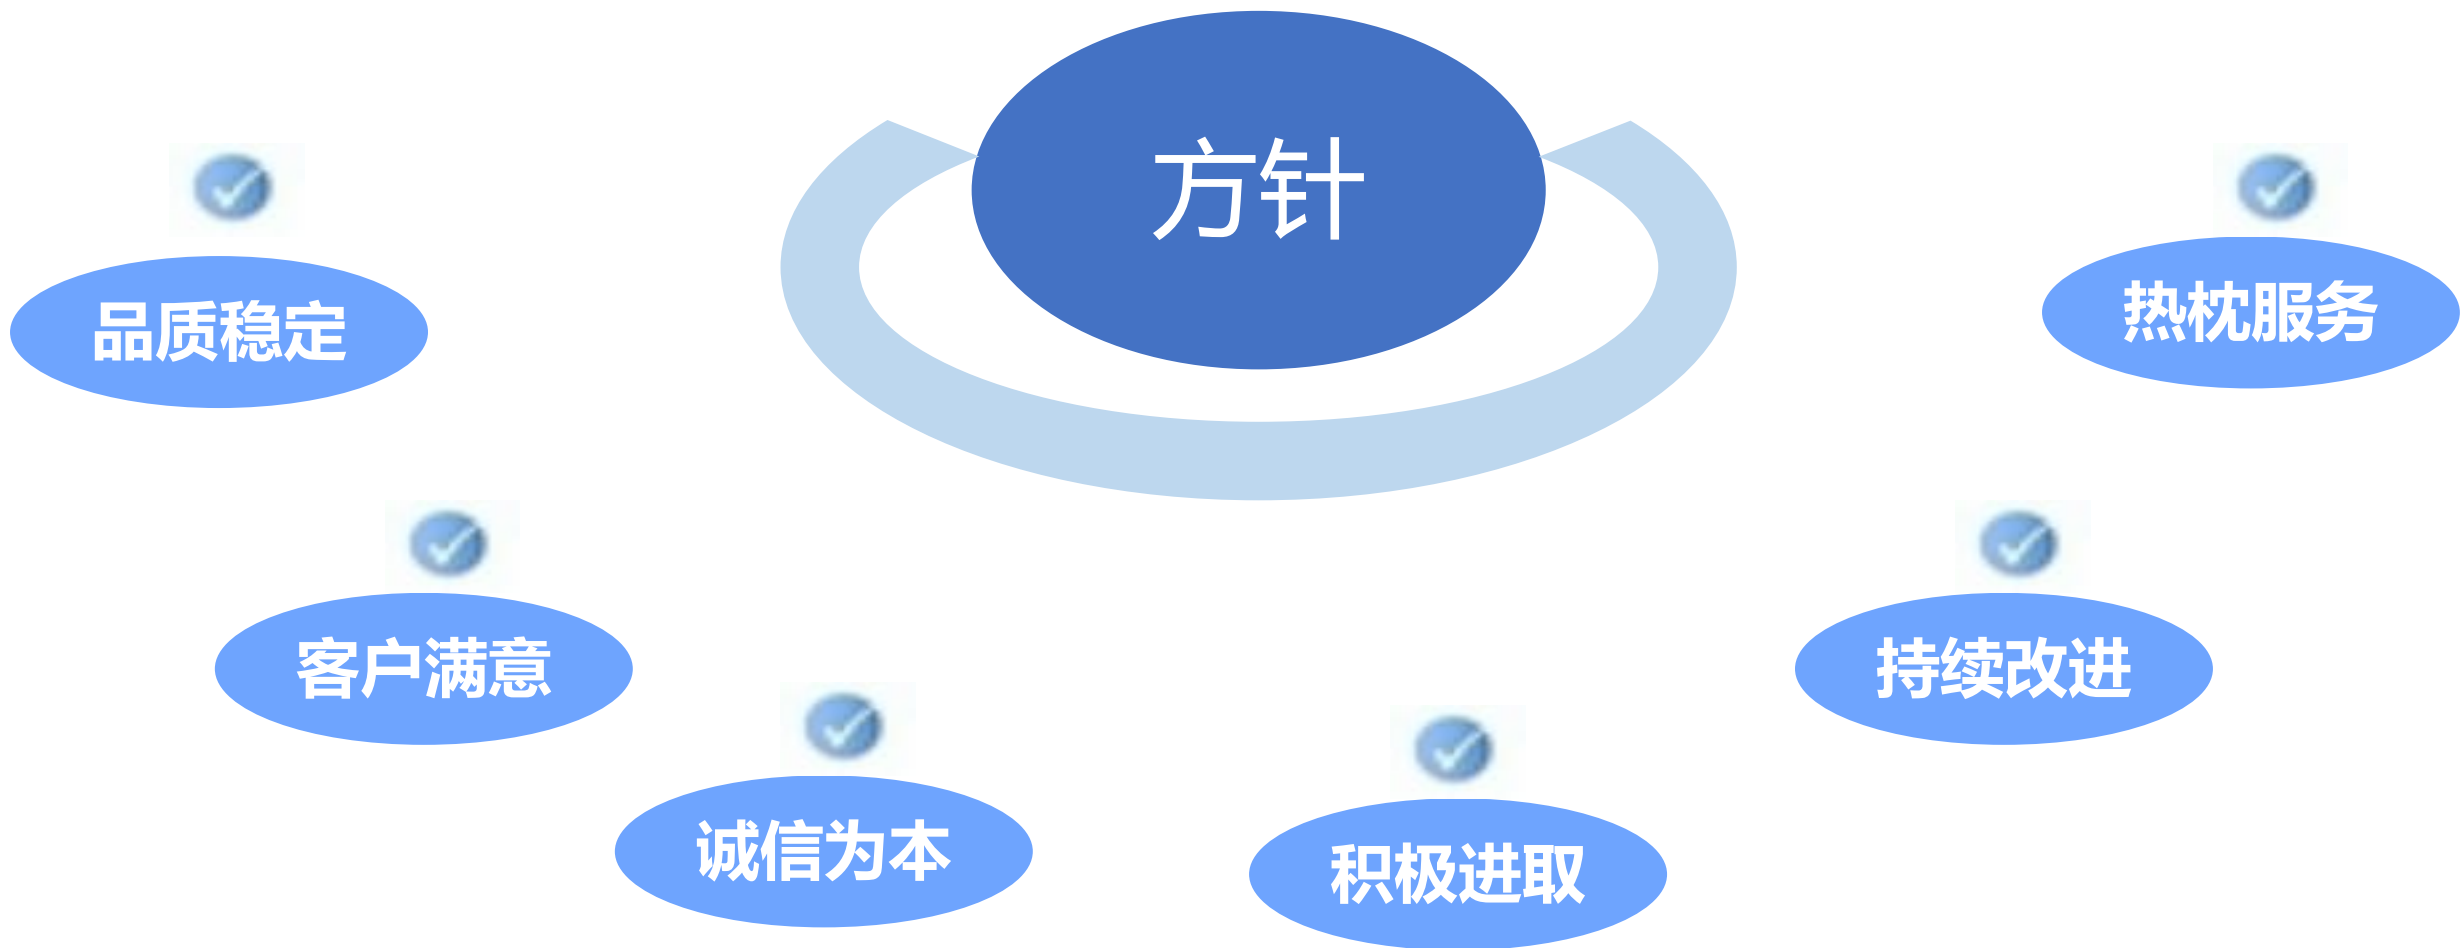 方针
品质稳定
热枕服务
客户满意
持续改进
诚信为本
积极进取